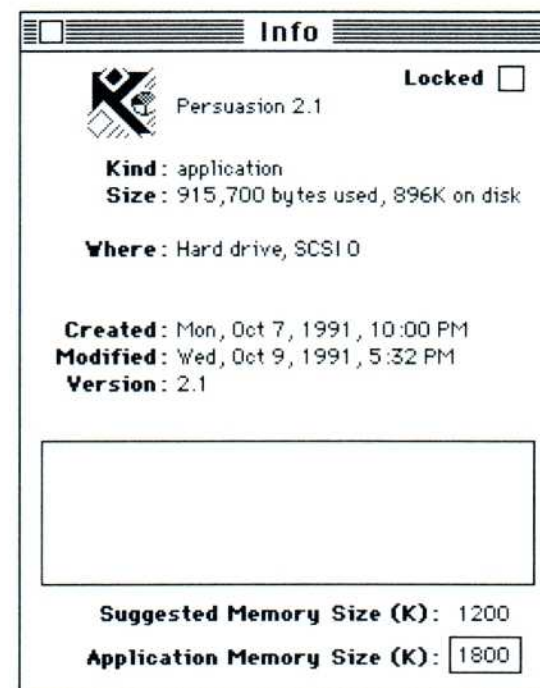 Info
Locked
Persuasion 2.1
Kind: application
Size: 915,700 bytes used, 896K on disk
Where: Hard drive, SCSI 0
Created: Mon, Oct 7, 1991, 10:00 PM
Modified: Wed, Oct 9, 1991, 5:32 PM
Version: 2.1
Suggested Memory Size (K): 1200
Application Memory Size (K): 1800